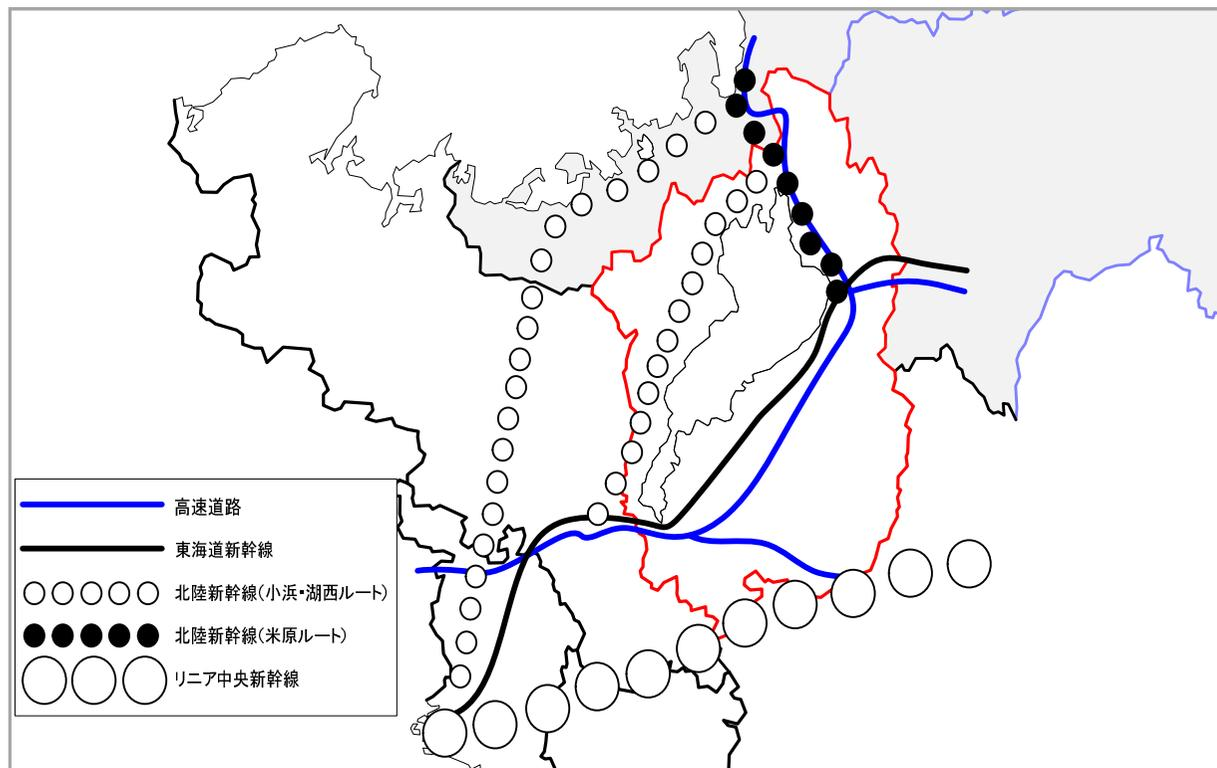 高速道路
東海道新幹線
北陸新幹線(小浜・湖西ルート)
北陸新幹線(米原ルート)
リニア中央新幹線